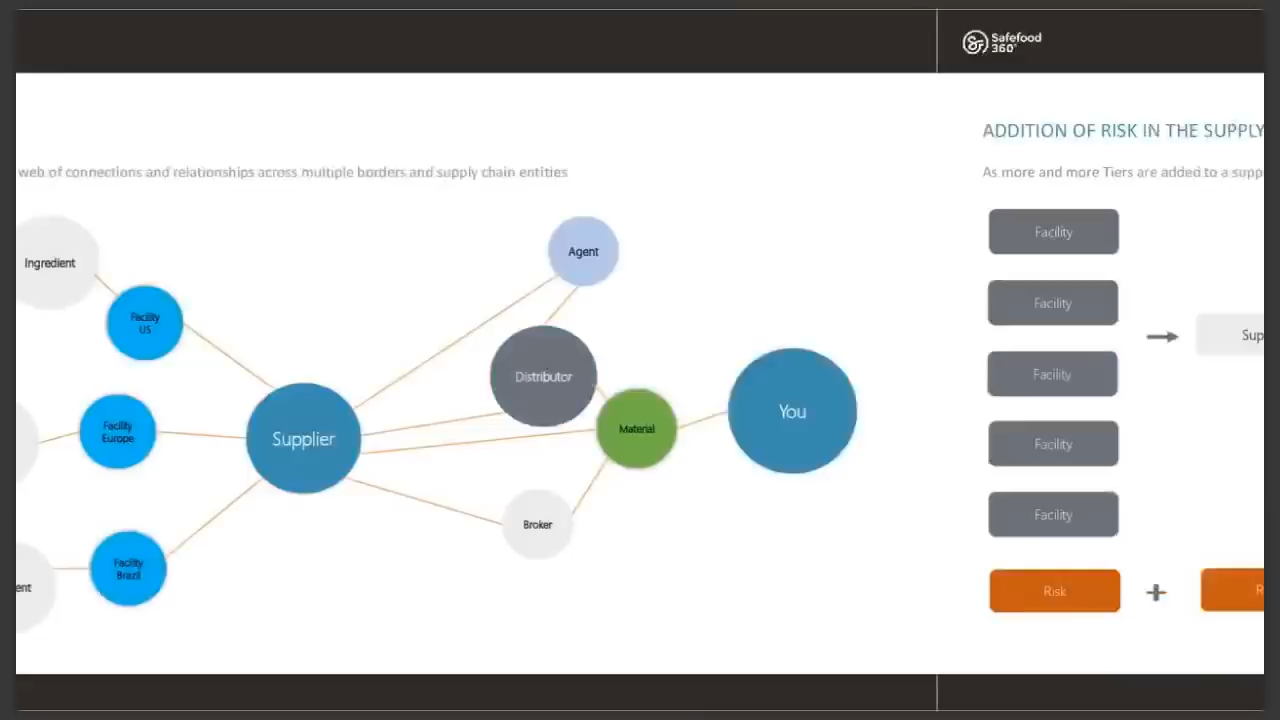 Safefood
360°
web of connections and relationships across multiple borders and supply chain entities
Ingredient
Facility
US
Facility
Europe
Facility
Brazil
ent
Supplier
Agent
Distributor
Material
Broker
You
ADDITION OF RISK IN THE SUPPLY
As more and more Tiers are added to a supp
Facility
Facility
Facility
Facility
Facility
Sup
Risk
+
R